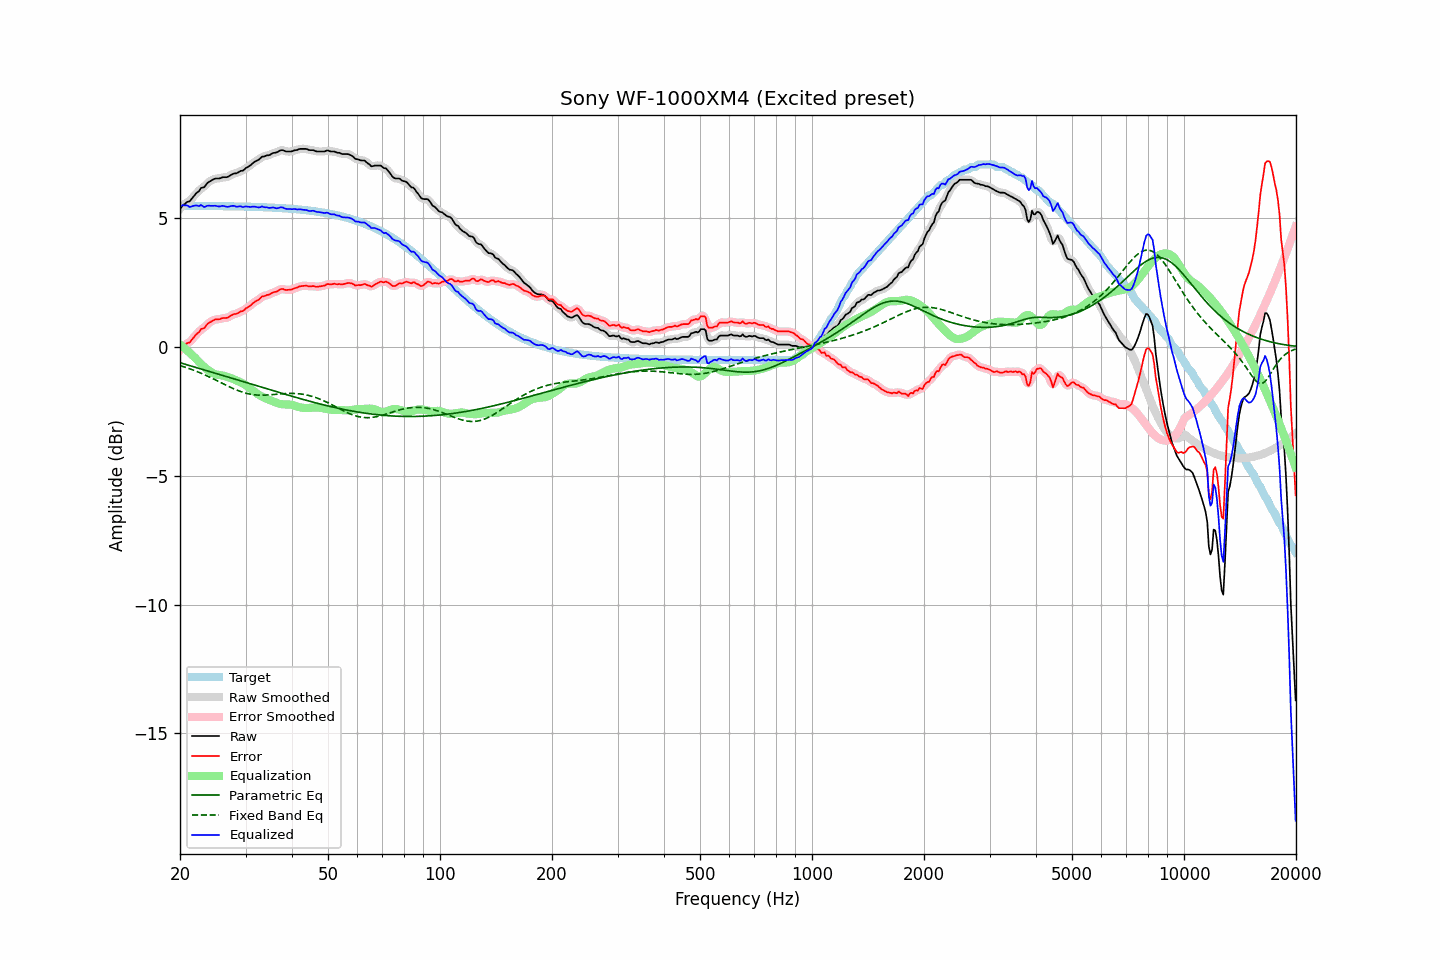 Sony WF-1000XM4 (Excited preset)
Amplitude (dBr)
5
0
−5
−10
−15
Target
Raw Smoothed
Error Smoothed
Raw
Error
Equalization
Parametric Eq
Fixed Band Eq
Equalized
20 50 100 200 500 1000 2000 5000 10000 20000
Frequency (Hz)